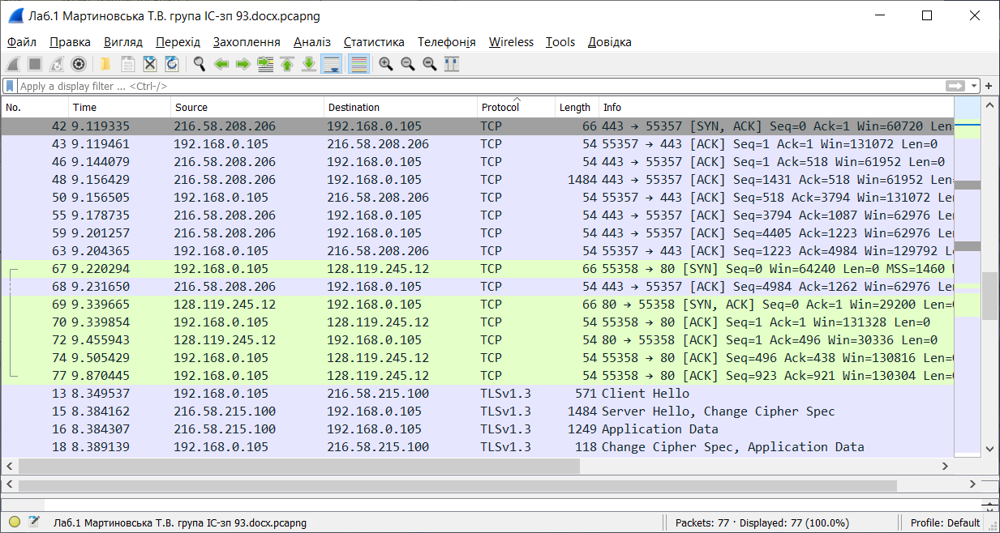 Лаб.1 Мартиновська Т.В. група ІС-зп 93.docx.pcapng
Файл Правка Вигляд Перехід Захоплення Аналіз Статистика Телефонія Wireless Tools Довідка
Apply a display filter ... <Ctrl-/>
No. Time Source Destination Protocol Length Info
42 9.119335 216.58.208.206 192.168.0.105 TCP 66 443 → 55357 [SYN, ACK] Seq=0 Ack=1 Win=60720 Len=
43 9.119461 192.168.0.105 216.58.208.206 TCP 54 55357 → 443 [ACK] Seq=1 Ack=1 Win=131072 Len=0
46 9.144079 216.58.208.206 192.168.0.105 TCP 54 443 → 55357 [ACK] Seq=1 Ack=518 Win=61952 Len=0
48 9.156429 216.58.208.206 192.168.0.105 TCP 1484 443 → 55357 [ACK] Seq=1431 Ack=518 Win=61952 Len=
50 9.156505 192.168.0.105 216.58.208.206 TCP 54 55357 → 443 [ACK] Seq=518 Ack=3794 Win=131072 Len
55 9.178735 216.58.208.206 192.168.0.105 TCP 54 443 → 55357 [ACK] Seq=3794 Ack=1087 Win=62976 Len
59 9.201257 216.58.208.206 192.168.0.105 TCP 54 443 → 55357 [ACK] Seq=4405 Ack=1223 Win=62976 Len
63 9.204365 192.168.0.105 216.58.208.206 TCP 54 55357 → 443 [ACK] Seq=1223 Ack=4984 Win=129792 Len
67 9.220294 192.168.0.105 128.119.245.12 TCP 66 55358 → 80 [SYN] Seq=0 Win=64240 Len=0 MSS=1460
68 9.231650 216.58.208.206 192.168.0.105 TCP 54 443 → 55357 [ACK] Seq=4984 Ack=1262 Win=62976 Len
69 9.339665 128.119.245.12 192.168.0.105 TCP 66 80 → 55358 [SYN, ACK] Seq=0 Ack=1 Win=29200 Len=
70 9.339854 192.168.0.105 128.119.245.12 TCP 54 55358 → 80 [ACK] Seq=1 Ack=1 Win=131328 Len=0
72 9.455943 128.119.245.12 192.168.0.105 TCP 54 80 → 55358 [ACK] Seq=1 Ack=496 Win=30336 Len=0
74 9.505429 192.168.0.105 128.119.245.12 TCP 54 55358 → 80 [ACK] Seq=496 Ack=438 Win=130816 Len=
77 9.870445 192.168.0.105 128.119.245.12 TCP 54 55358 → 80 [ACK] Seq=923 Ack=921 Win=130304 Len=
13 8.349537 192.168.0.105 216.58.215.100 TLSv1.3 571 Client Hello
15 8.384162 216.58.215.100 192.168.0.105 TLSv1.3 1484 Server Hello, Change Cipher Spec
16 8.384307 216.58.215.100 192.168.0.105 TLSv1.3 1249 Application Data
18 8.389139 192.168.0.105 216.58.215.100 TLSv1.3 118 Change Cipher Spec, Application Data
Лаб.1 Мартиновська Т.В. група ІС-зп 93.docx.pcapng Packets: 77 · Displayed: 77 (100.0%) Profile: Default